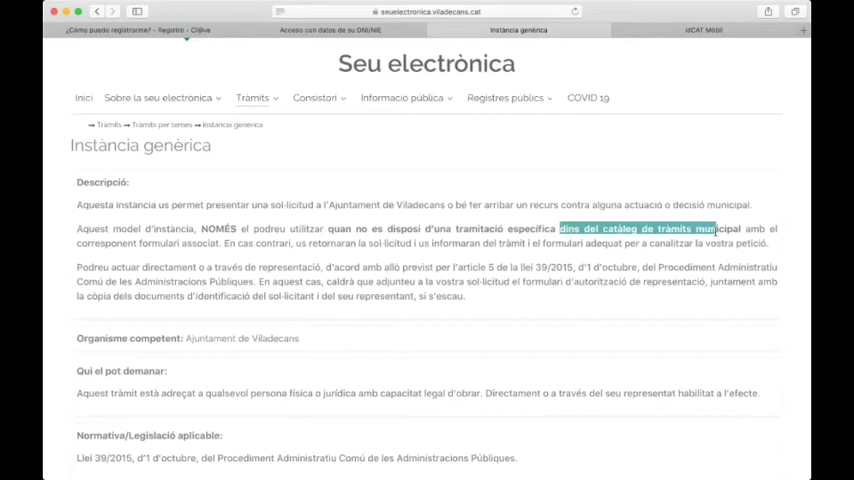 seuelectronica.viladecans.cat
¿Cómo puedo registrarme? - Registro - Cl@ve
Acceso con datos de su DNI/NIE
Instància genèrica
idCAT Mòbil
Seu electrònica
Inici Sobre la seu electrònica Tràmits Consistori Informació pública Registres públics COVID 19
Tràmits Tràmits per temes Instància genèrica
Instància genèrica
Descripció:
Aquesta instància us permet presentar una sol·licitud a l'Ajuntament de Viladecans o bé fer arribar un recurs contra alguna actuació o decisió municipal.
Aquest model d'instància, NOMÉS el podreu utilitzar quan no es disposi d'una tramitació específica dins del catàleg de tràmits municipal amb el
corresponent formulari associat. En cas contrari, us retornaran la sol·licitud i us informaran del tràmit i el formulari adequat per a canalitzar la vostra petició.
Podreu actuar directament o a través de representació, d'acord amb allò previst per l'article 5 de la llei 39/2015, d'1 d'octubre, del Procediment Administratiu
Comú de les Administracions Públiques. En aquest cas, caldrà que adjunteu a la vostra sol·licitud el formulari d'autorització de representació, juntament amb
la còpia dels documents d'identificació del sol·licitant i del seu representant, si s'escau.
Organisme competent: Ajuntament de Viladecans
Qui el pot demanar:
Aquest tràmit està adreçat a qualsevol persona física o jurídica amb capacitat legal d'obrar. Directament o a través del seu representat habilitat a l'efecte.
Normativa/Legislació aplicable:
Llei 39/2015, d'1 d'octubre, del Procediment Administratiu Comú de les Administracions Públiques.